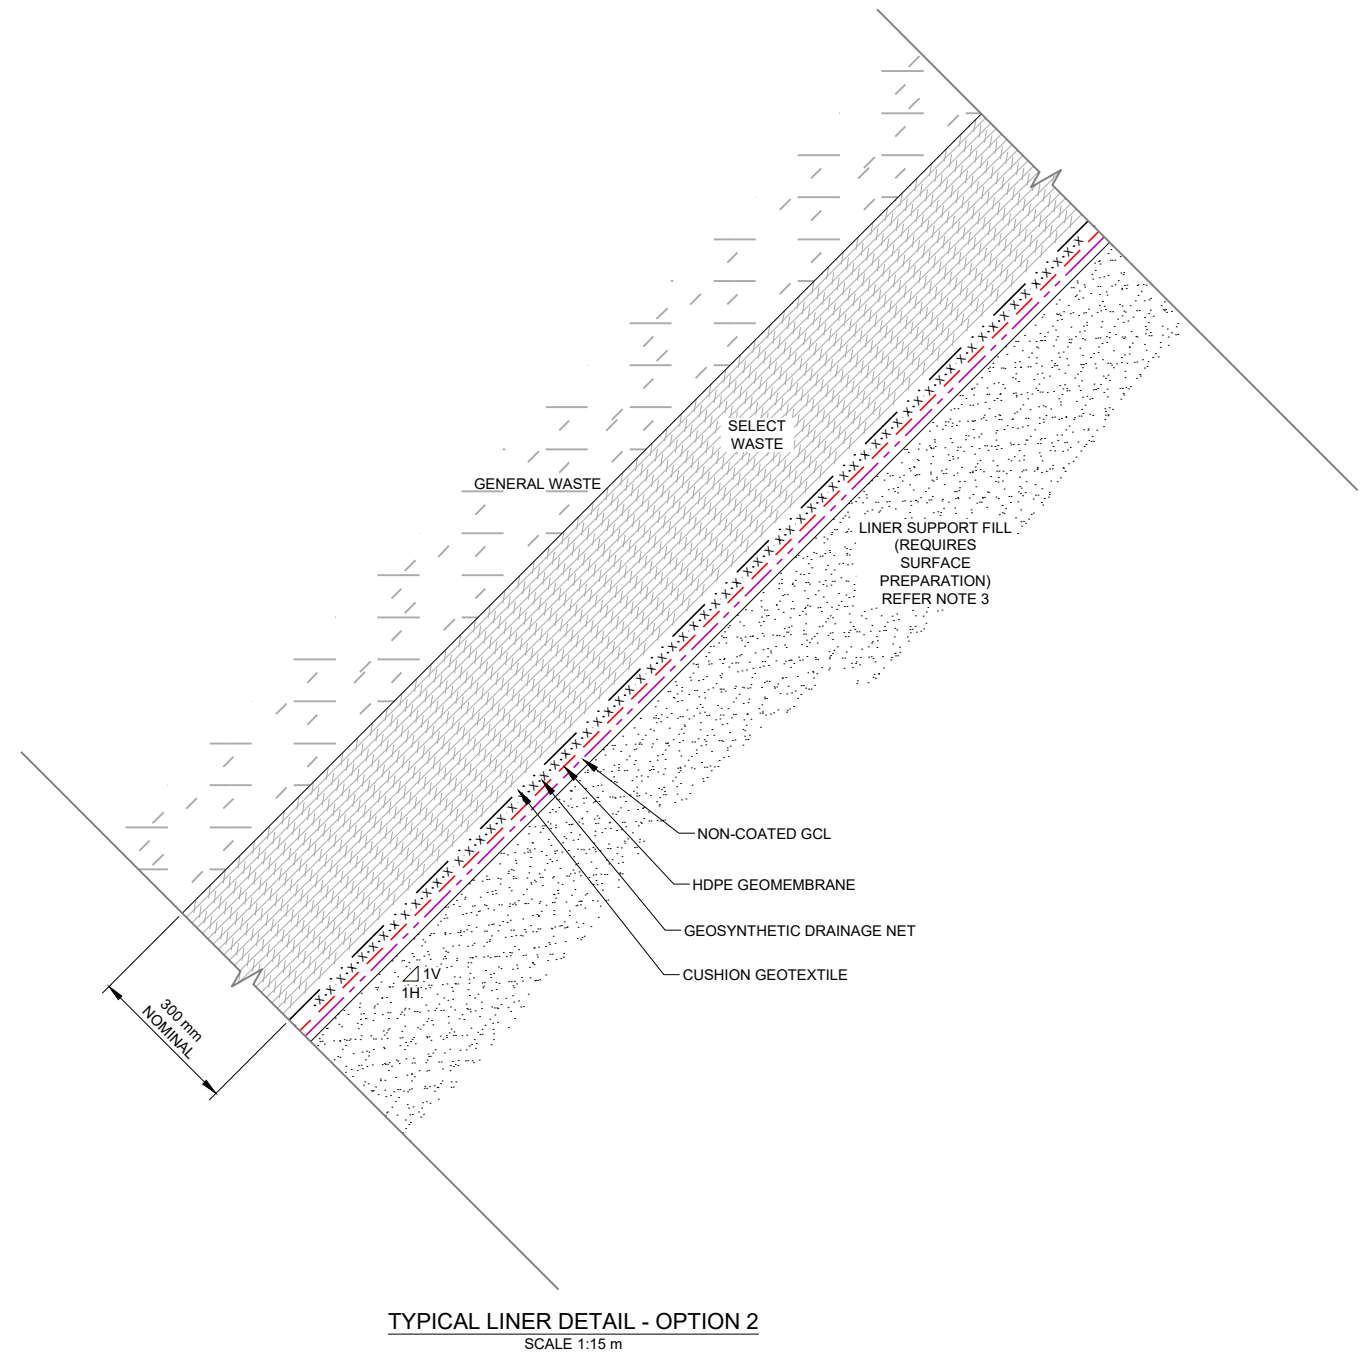 SELECT
WASTE
GENERAL WASTE
LINER SUPPORT FILL
(REQUIRES
SURFACE
PREPARATION)
REFER NOTE 3
NON-COATED GCL
HDPE GEOMEMBRANE
GEOSYNTHETIC DRAINAGE NET
CUSHION GEOTEXTILE
1V
1H
300 mm
NOMINAL
TYPICAL LINER DETAIL - OPTION 2
SCALE 1:15 m